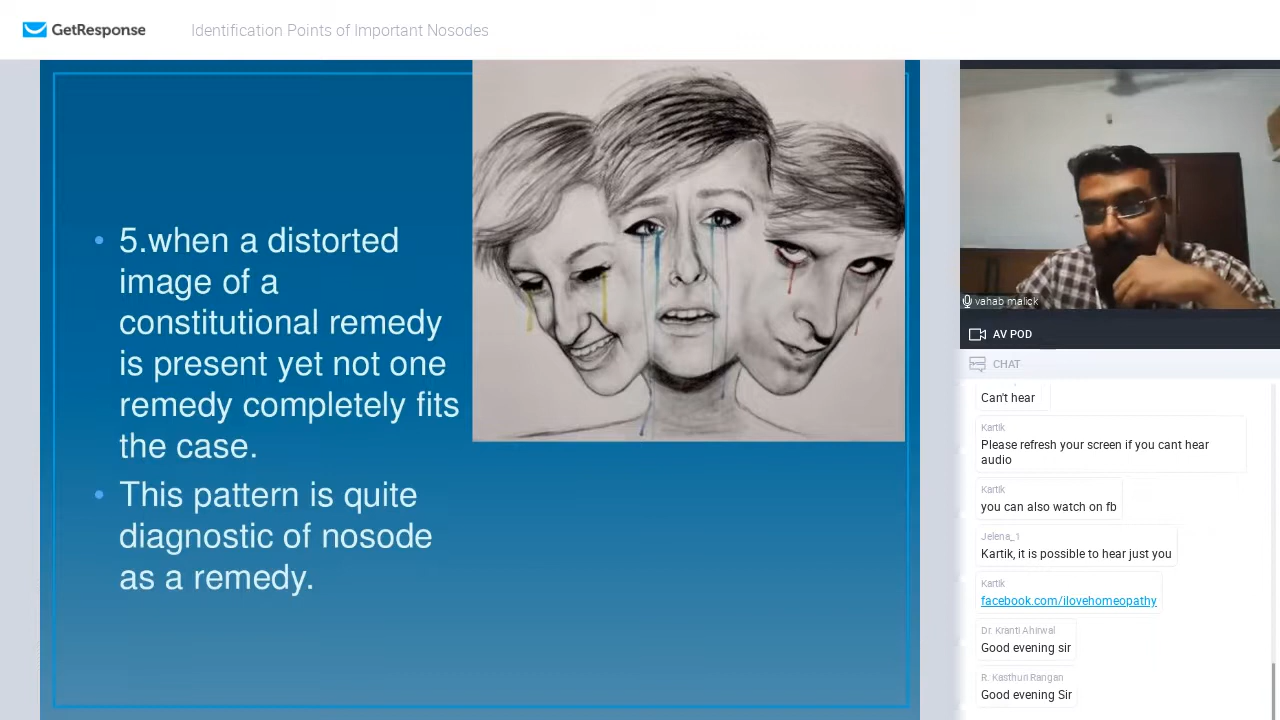 GetResponse
Identification Points of Important Nosodes
• 5.when a distorted
image of a
constitutional remedy
is present yet not one
remedy completely fits
the case.
• This pattern is quite
diagnostic of nosode
as a remedy.
vahab malick
AV POD
CHAT
Can't hear
Kartik
Please refresh your screen if you cant hear
audio
Kartik
you can also watch on fb
Jelena_1
Kartik, it is possible to hear just you
Kartik
facebook.com/ilovehomeopathy
Dr. Kranti Ahirwal
Good evening sir
R. Kasthuri Rangan
Good evening Sir